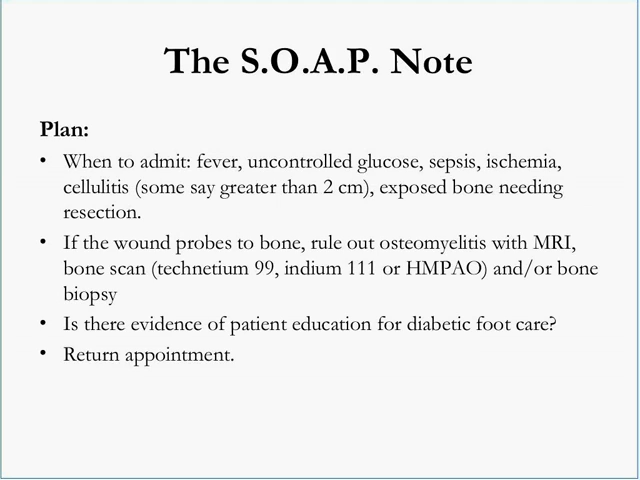 The S.O.A.P. Note
Plan:
• When to admit: fever, uncontrolled glucose, sepsis, ischemia,
cellulitis (some say greater than 2 cm), exposed bone needing
resection.
• If the wound probes to bone, rule out osteomyelitis with MRI,
bone scan (technetium 99, indium 111 or HMPAO) and/or bone
biopsy
• Is there evidence of patient education for diabetic foot care?
• Return appointment.